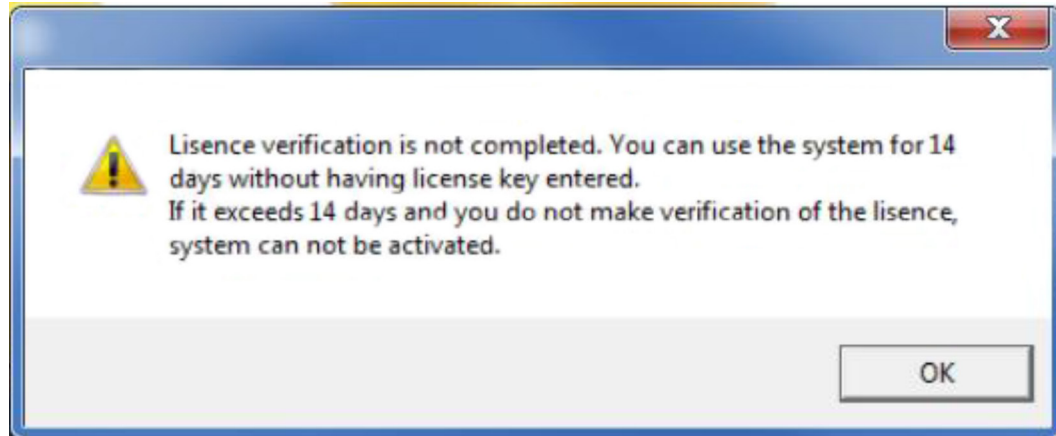 Lisence verification is not completed. You can use the system for 14
days without having license key entered.
If it exceeds 14 days and you do not make verification of the lisence,
system can not be activated.
OK